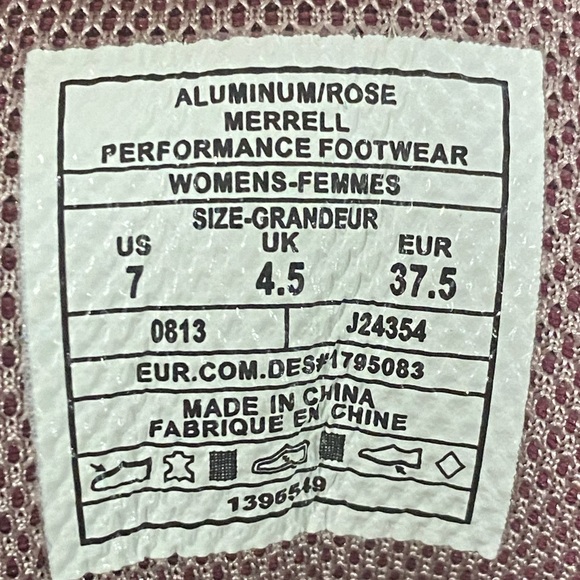 ALUMINUM/ROSE
MERRELL
PERFORMANCE FOOTWEAR
WOMENS-FEMMES
SIZE-GRANDEUR
US UK EUR
7 4.5 37.5
0813 J24354
EUR.COM.DES#1795083
MADE IN CHINA
FABRIQUE EN CHINE
1396549